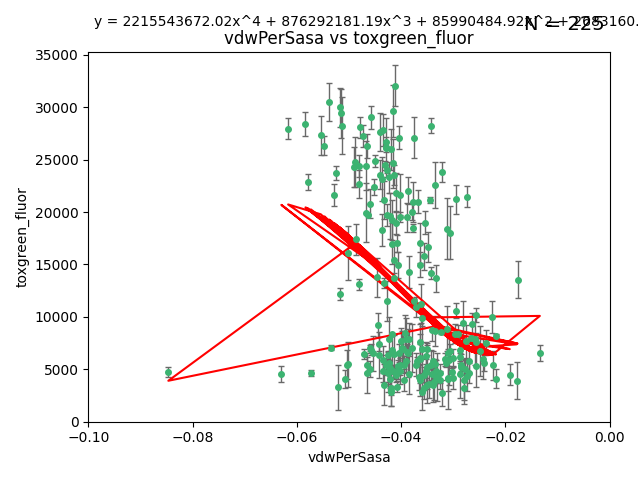 y = 2215543672.02x^4 + 876292181.19x^3 + 85990484.92x^2 +
N = 225
vdwPerSasa vs toxgreen_fluor
35000
30000
25000
20000
15000
10000
5000
0
toxgreen_fluor
−0.10 −0.08 −0.06 −0.04 −0.02 0.00
vdwPerSasa